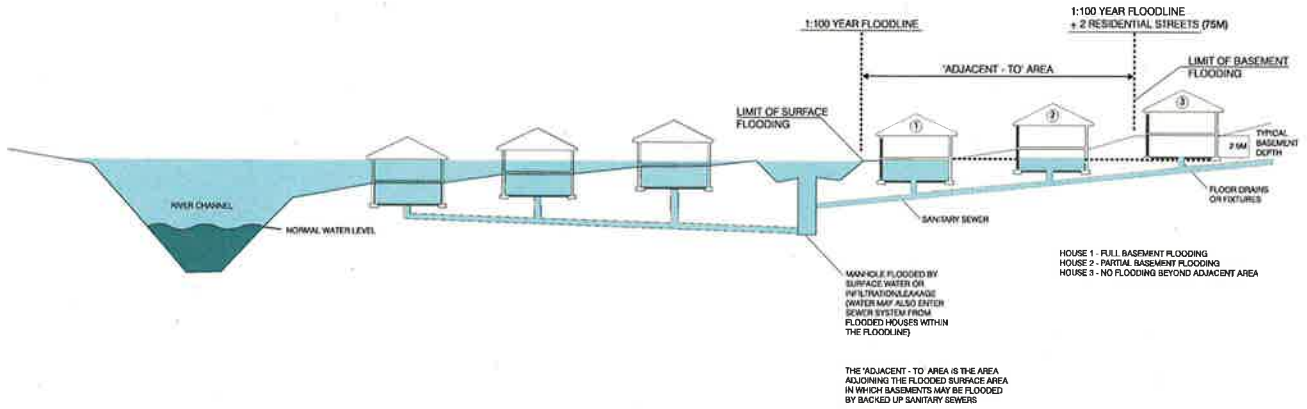 1:100 YEAR FLOODLINE
1:100 YEAR FLOODLINE
+ 2 RESIDENTIAL STREETS (75M)
'ADJACENT - TO' AREA
LIMIT OF BASEMENT
FLOODING
LIMIT OF SURFACE
FLOODING
1
2
3
2.5M
TYPICAL
BASEMENT
DEPTH
RIVER CHANNEL
NORMAL WATER LEVEL
SANITARY SEWER
FLOOR DRAINS
OR FIXTURES
HOUSE 1 - FULL BASEMENT FLOODING
HOUSE 2 - PARTIAL BASEMENT FLOODING
HOUSE 3 - NO FLOODING BEYOND ADJACENT AREA
MANHOLE FLOODED BY
SURFACE WATER OR
INFILTRATION/LEAKAGE
(WATER MAY ALSO ENTER
SEWER SYSTEM FROM
FLOODED HOUSES WITHIN
THE FLOODLINE)
THE 'ADJACENT - TO' AREA IS THE AREA
ADJOINING THE FLOODED SURFACE AREA
IN WHICH BASEMENTS MAY BE FLOODED
BY BACKED UP SANITARY SEWERS